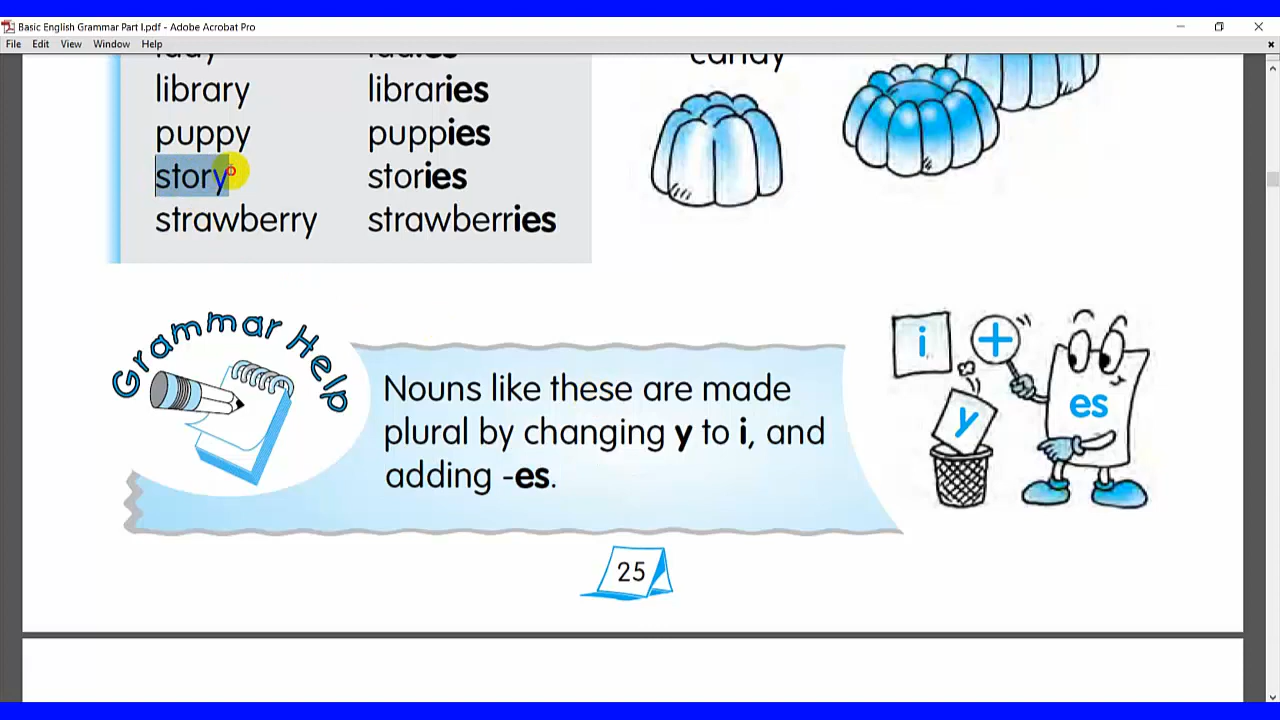 Basic English Grammar Part I.pdf - Adobe Acrobat Pro
File Edit View Window Help
candy
library libraries
puppy puppies
story stories
strawberry strawberries
Grammar Help
Nouns like these are made
plural by changing y to i, and
adding -es.
i +
y
es
25